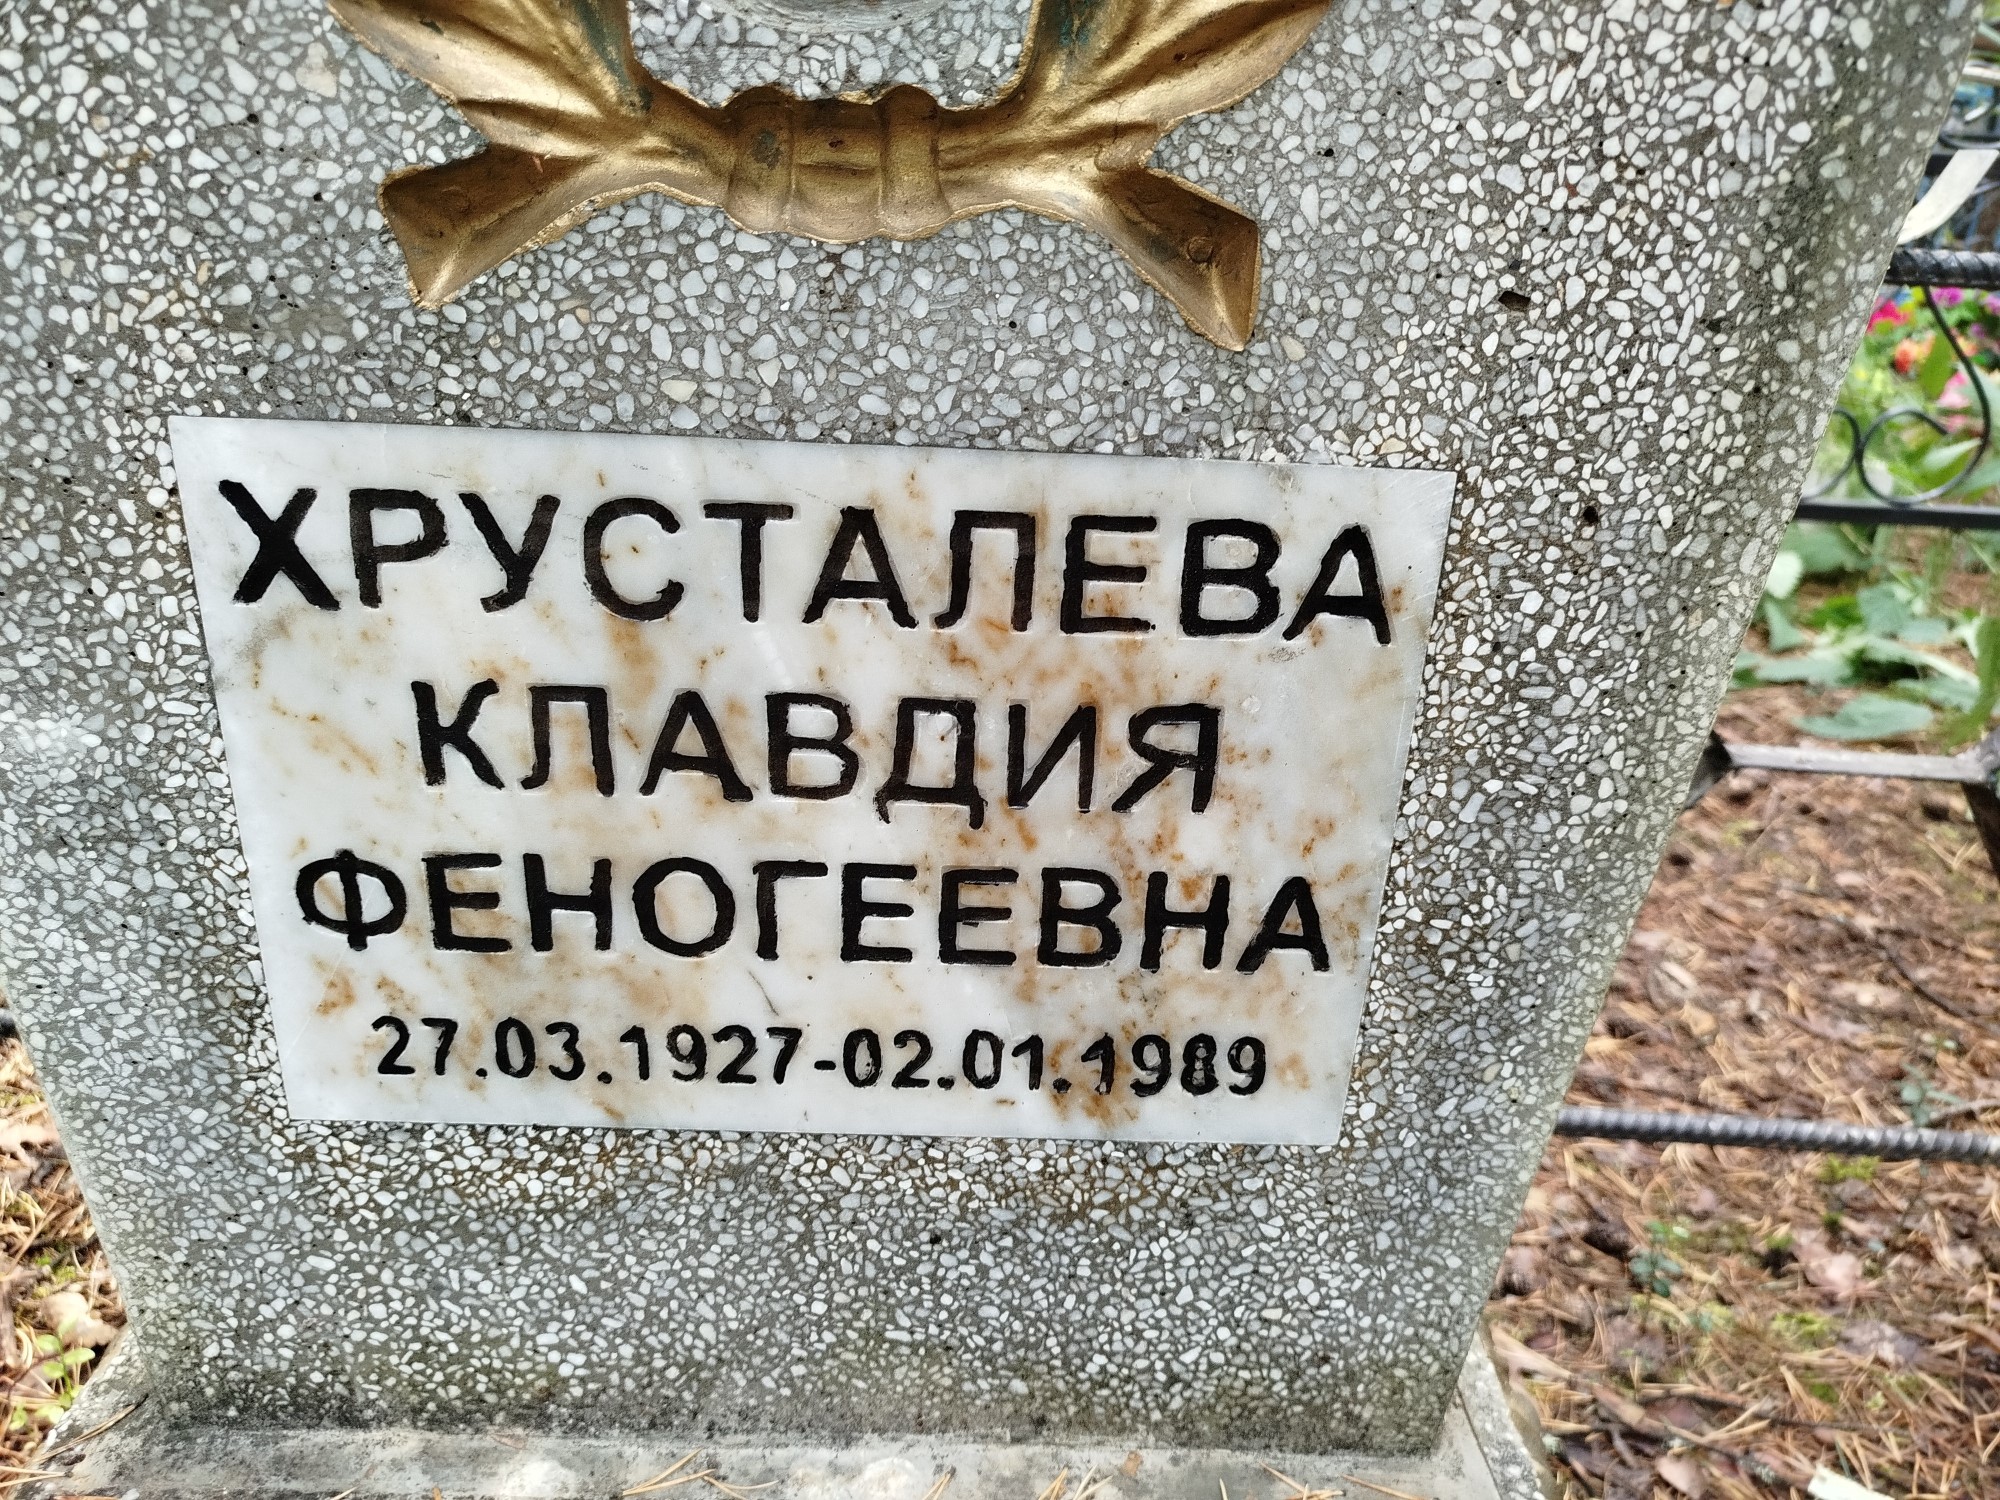 ХРУСТАЛЕВА
КЛАВДИЯ
ФЕНОГЕЕВНА
27.03.1927-02.01.1989